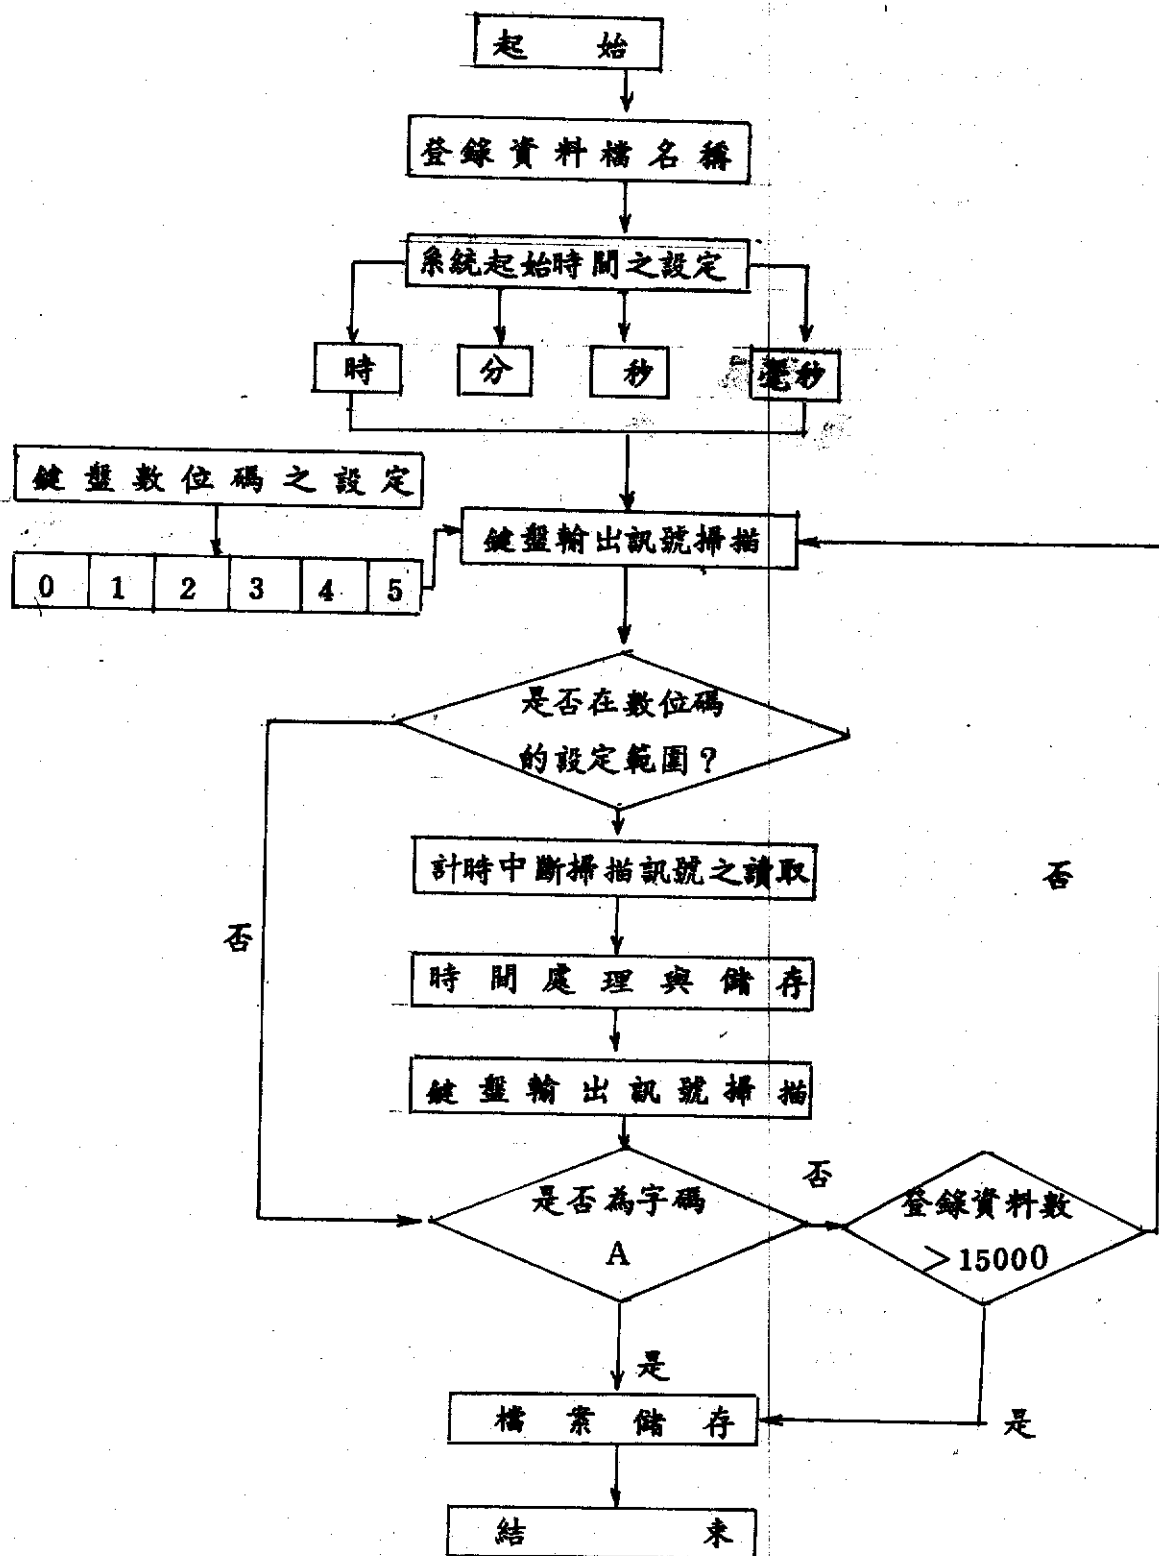 起始
登錄資料檔名稱
系統起始時間之設定
時
分
秒
毫秒
鍵盤數位碼之設定
0 1 2 3 4 5
鍵盤輸出訊號掃描
是否在數位碼
的設定範圍？
計時中斷掃描訊號之讀取
否
否
時間處理與儲存
鍵盤輸出訊號掃描
是否為字碼
A
否
登錄資料數
＞15000
是
檔案儲存
是
結束